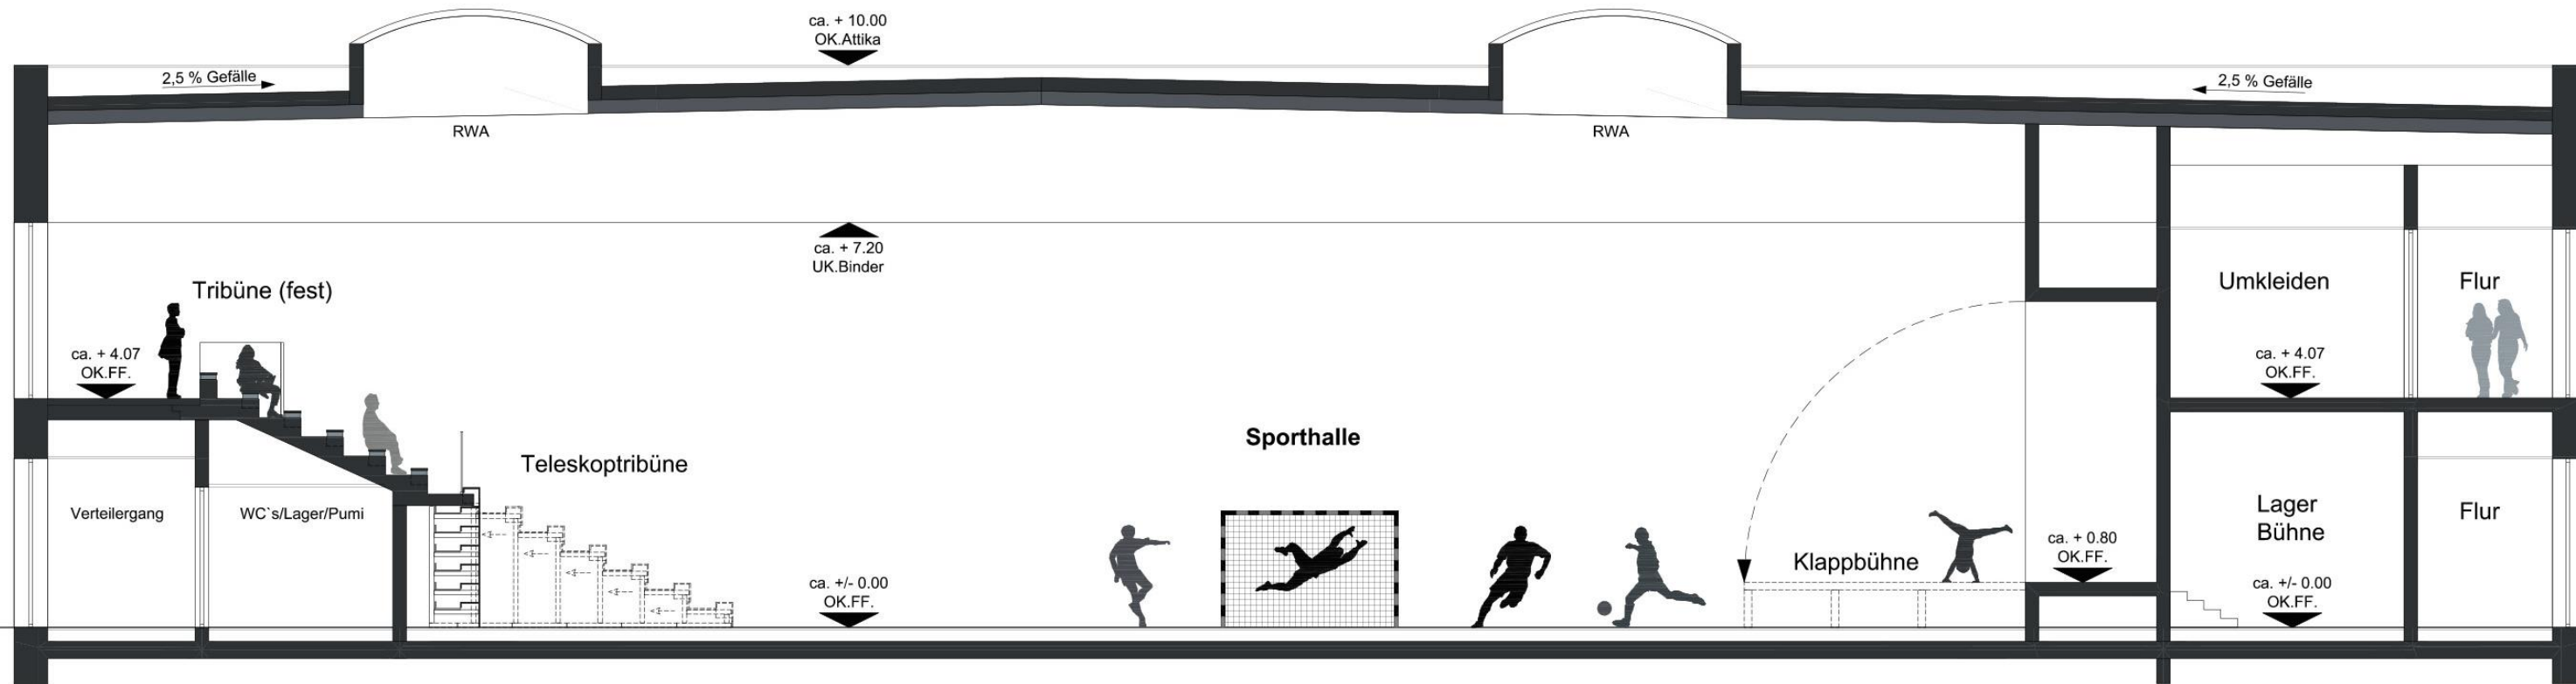 ca. + 10.00
OK.Attika
2,5 % Gefälle
2,5 % Gefälle
RWA
RWA
ca. + 7.20
UK.Binder
Tribüne (fest)
Umkleiden
Flur
ca. + 4.07
OK.FF.
ca. + 4.07
OK.FF.
Sporthalle
Teleskoptribüne
Verteilergang
WC`s/Lager/Pumi
Lager
Bühne
Flur
Klappbühne
ca. + 0.80
OK.FF.
ca. +/- 0.00
OK.FF.
ca. +/- 0.00
OK.FF.